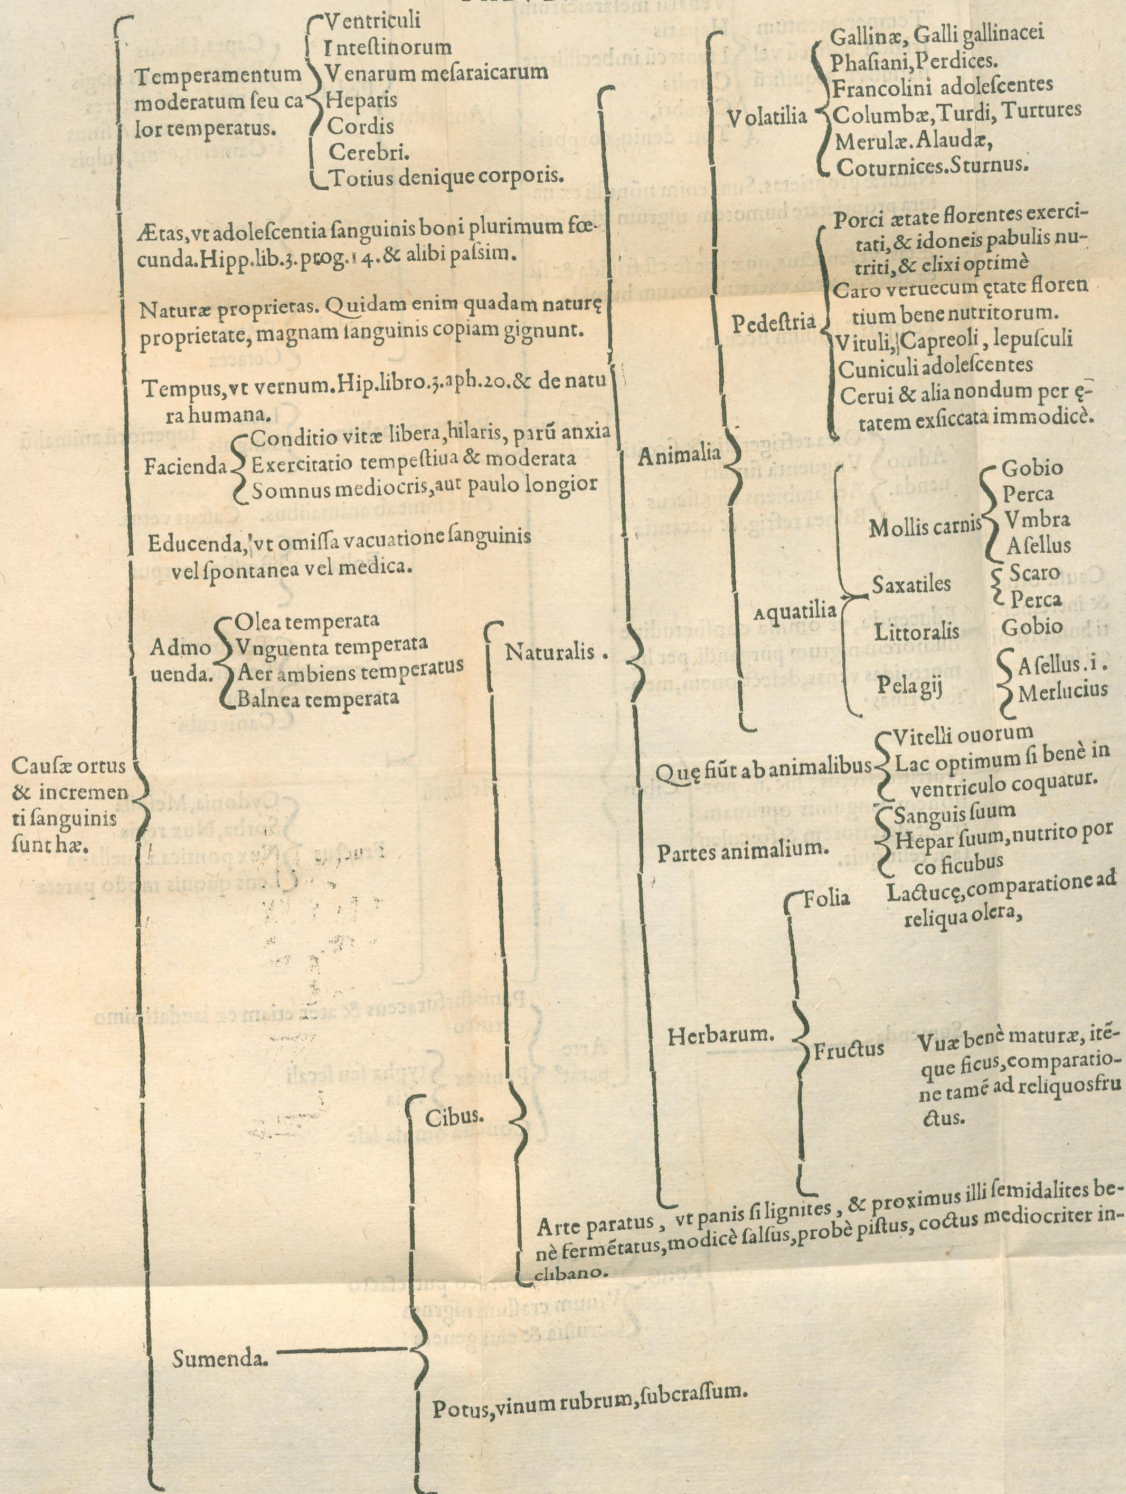 Causæ ortus
& incremen
ti sanguinis
sunt hæ.
Temperamentum
moderatum seu ca
lor temperatus.
Ventriculi
Intestinorum
Venarum mesaraicarum
Hepatis
Cordis
Cerebri.
Totius denique corporis.
Ætas, vt adolescentia sanguinis boni plurimum fœ-
cunda. Hipp. lib. 3. prog. 14. & alibi passim.
Naturæ proprietas. Quidam enim quadam naturę
proprietate, magnam sanguinis copiam gignunt.
Tempus, vt vernum. Hip. libro. 3. aph. 20. & de natu
ra humana.
Facienda
Conditio vitæ libera, hilaris, parū anxia
Exercitatio tempestiua & moderata
Somnus mediocris, aut paulo longior
Educenda, vt omissa vacuatione sanguinis
vel spontanea vel medica.
Admo
uenda.
Olea temperata
Vnguenta temperata
Aer ambiens temperatus
Balnea temperata
Sumenda.
Cibus.
Naturalis.
Animalia
Volatilia
Gallinæ, Galli gallinacei
Phasiani, Perdices.
Francolini adolescentes
Columbæ, Turdi, Turtures
Merulæ. Alaudæ,
Coturnices. Sturnus.
Pedestria
Porci ætate florentes exerci-
tati, & idoneis pabulis nu-
triti, & elixi optimè
Caro veruecum ętate floren
tium bene nutritorum.
Vituli, Capreoli, lepusculi
Cuniculi adolescentes
Cerui & alia nondum per ę-
tatem exsiccata immodicè.
Aquatilia
Mollis carnis
Gobio
Perca
Vmbra
Asellus
Saxatiles
Scaro
Perca
Littoralis
Gobio
Pelagij
Asellus. i.
Merlucius
Quę fiūt ab animalibus
Vitelli ouorum
Lac optimum si benè in
ventriculo coquatur.
Partes animalium.
Sanguis suum
Hepar suum, nutrito por
co ficubus
Herbarum.
Folia
Lactucę, comparatione ad
reliqua olera,
Fructus
Vuæ benè maturæ, itē-
que ficus, comparatio-
ne tamē ad reliquos fru
ctus.
Arte paratus, vt panis si lignites, & proximus illi semidalites be-
nè fermētatus, modicè salsus, probè pistus, coctus mediocriter in-
clibano.
Potus, vinum rubrum, subcrassum.